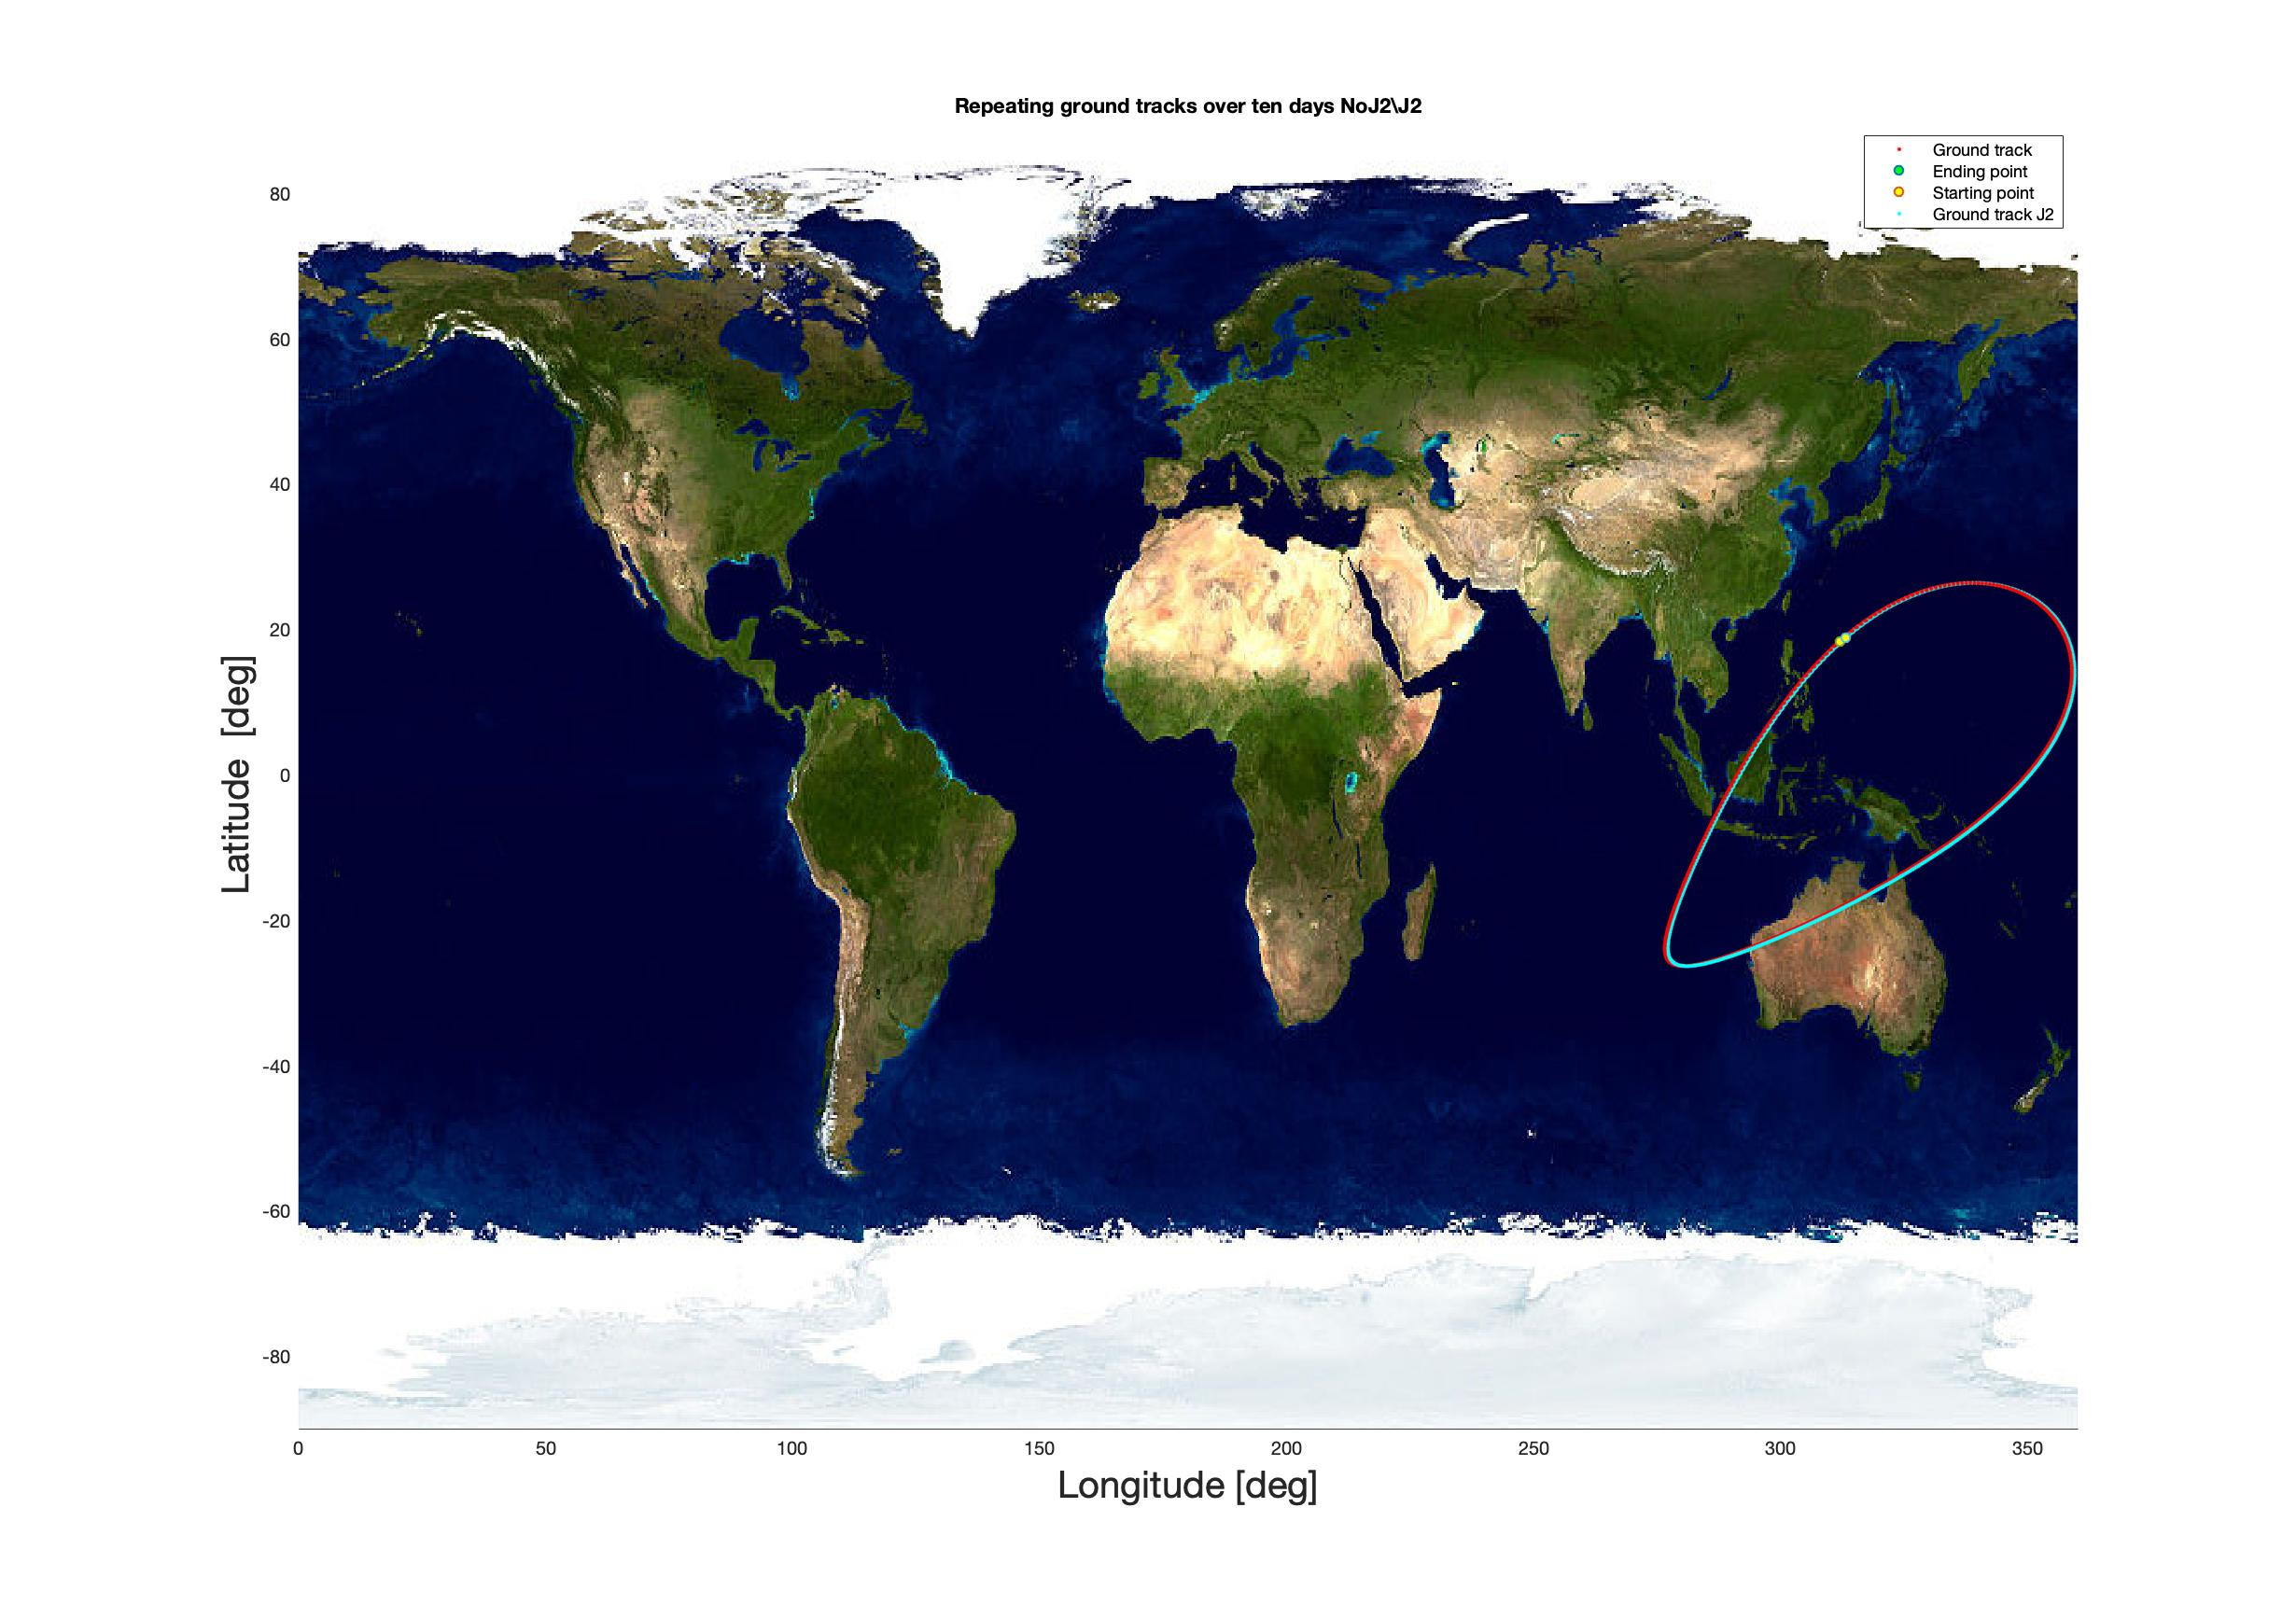 Repeating ground tracks over ten days NoJ2\J2
Ground track
Ending point
Starting point
Ground track J2
80
60
40
20
0
-20
-40
-60
-80
Latitude [deg]
0 50 100 150 200 250 300 350
Longitude [deg]